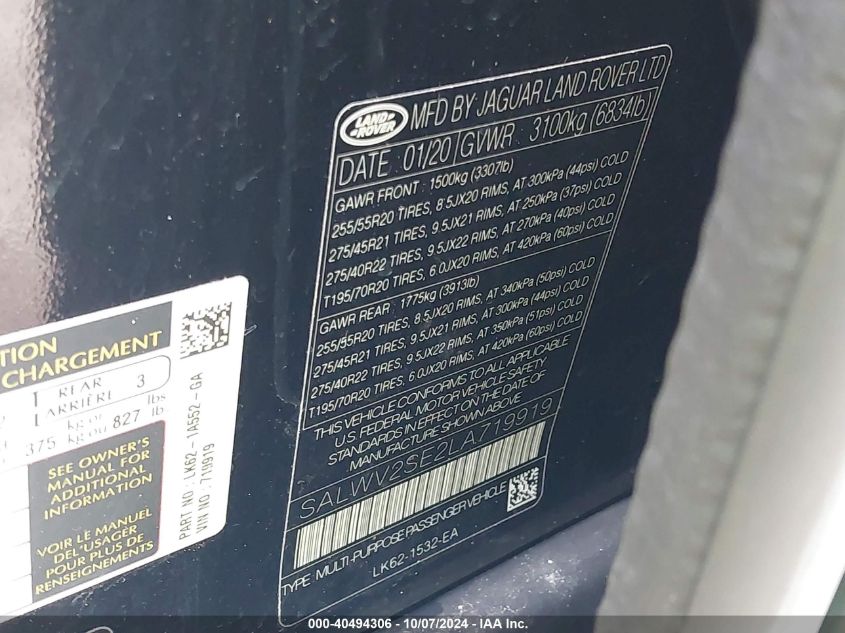 LAND ROVER MFD BY JAGUAR LAND ROVER LTD
DATE : 01/20 GVWR : 3100kg (6834lb)
GAWR FRONT : 1500kg (3307lb)
255/55R20 TIRES, 8.5JX20 RIMS, AT 300kPa (44psi) COLD
275/45R21 TIRES, 9.5JX21 RIMS, AT 250kPa (37psi) COLD
275/40R22 TIRES, 9.5JX22 RIMS, AT 270kPa (40psi) COLD
T195/70R20 TIRES, 6.0JX20 RIMS, AT 420kPa (60psi) COLD
GAWR REAR : 1775kg (3913lb)
255/55R20 TIRES, 8.5JX20 RIMS, AT 340kPa (50psi) COLD
275/45R21 TIRES, 9.5JX21 RIMS, AT 300kPa (44psi) COLD
275/40R22 TIRES, 9.5JX22 RIMS, AT 350kPa (51psi) COLD
T195/70R20 TIRES, 6.0JX20 RIMS, AT 420kPa (60psi) COLD
THIS VEHICLE CONFORMS TO ALL APPLICABLE
U.S. FEDERAL MOTOR VEHICLE SAFETY
STANDARDS IN EFFECT ON THE DATE OF
MANUFACTURE SHOWN ABOVE
SALWV2SE2LA719919
TYPE: MULTI-PURPOSE PASSENGER VEHICLE
LK62-1532-EA
TION
CHARGEMENT
1 REAR 3
ARRIÈRE
375 kg or 827 lbs
kg ou lb
SEE OWNER'S
MANUAL FOR
ADDITIONAL
INFORMATION
VOIR LE MANUEL
DEL'USAGER
POUR PLUS DE
RENSEIGNEMENTS
PART NO : LK62 - 1A552 - GA
VIN NO : 719919
000-40494306 - 10/07/2024 - IAA Inc.